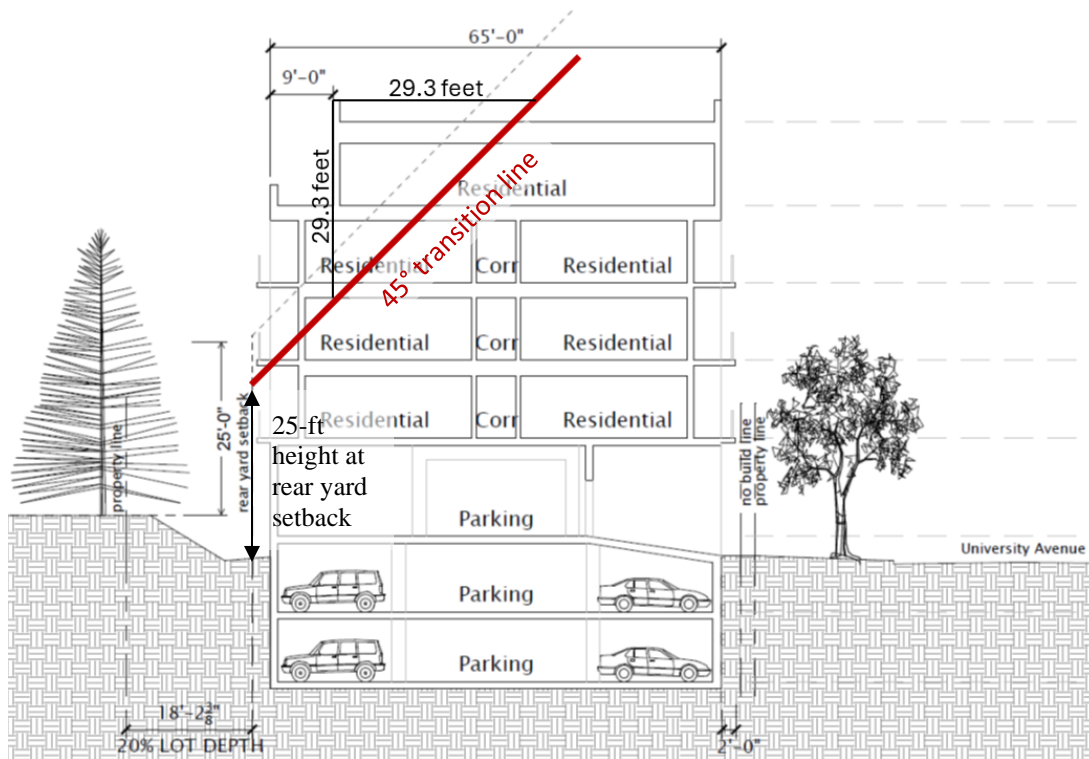 65'-0"
9'-0"
29.3 feet
29.3 feet
Residential
45° transition line
Residential Corr Residential
Residential Corr Residential
Residential Corr Residential
property line
25'-0"
rear yard setback
25-ft
height at
rear yard
setback
no build line
property line
Parking
University Avenue
Parking
Parking
18'-2 3/8"
20% LOT DEPTH
2'-0"